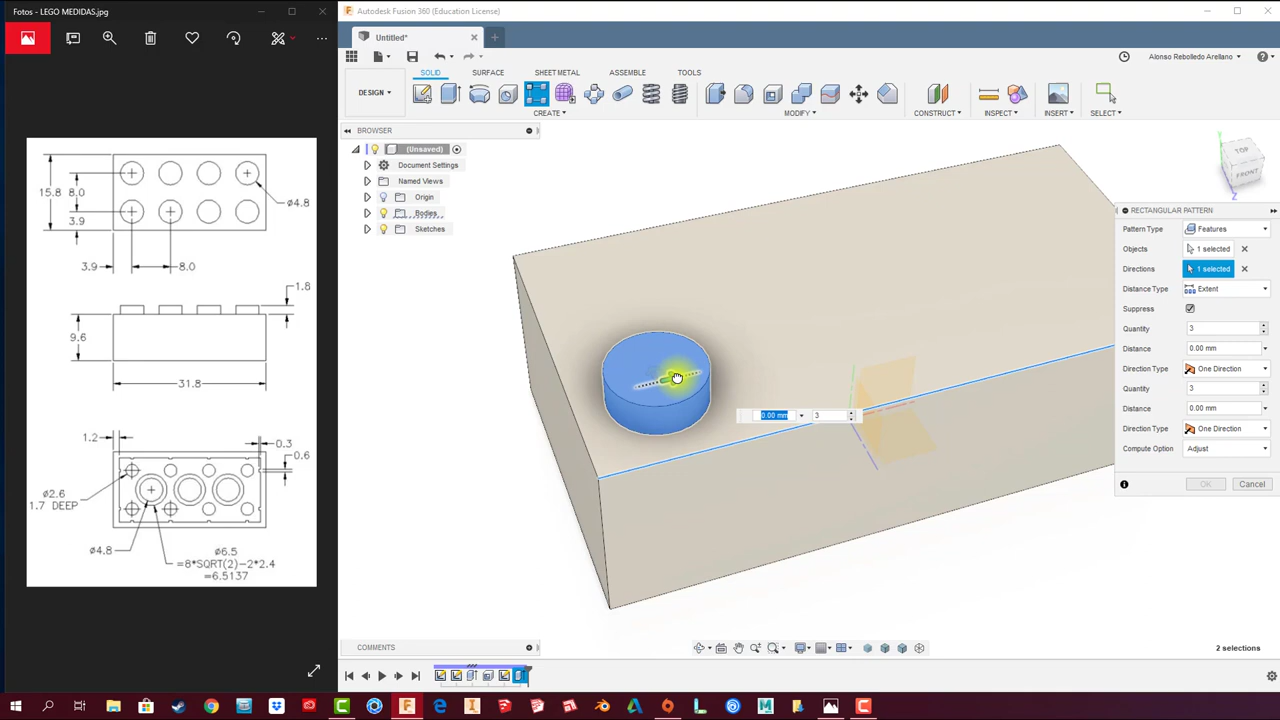 Fotos - LEGO MEDIDAS.jpg
Autodesk Fusion 360 (Education License)
Untitled*
Alonso Rebolledo Arellano
DESIGN
SOLID
SURFACE
SHEET METAL
ASSEMBLE
TOOLS
CREATE
MODIFY
CONSTRUCT
INSPECT
INSERT
SELECT
BROWSER
(Unsaved)
Document Settings
Named Views
Origin
Bodies
Sketches
15.8
8.0
3.9
3.9
8.0
ø4.8
1.8
9.6
31.8
1.2
0.3
0.6
ø2.6
1.7 DEEP
ø4.8
ø6.5
=8*SQRT(2)-2*2.4
=6.5137
TOP
FRONT
Z
0.00 mm
3
RECTANGULAR PATTERN
Pattern Type
Features
Objects
1 selected
Directions
1 selected
Distance Type
Extent
Suppress
Quantity
3
Distance
0.00 mm
Direction Type
One Direction
Quantity
3
Distance
0.00 mm
Direction Type
One Direction
Compute Option
Adjust
OK
Cancel
COMMENTS
2 selections